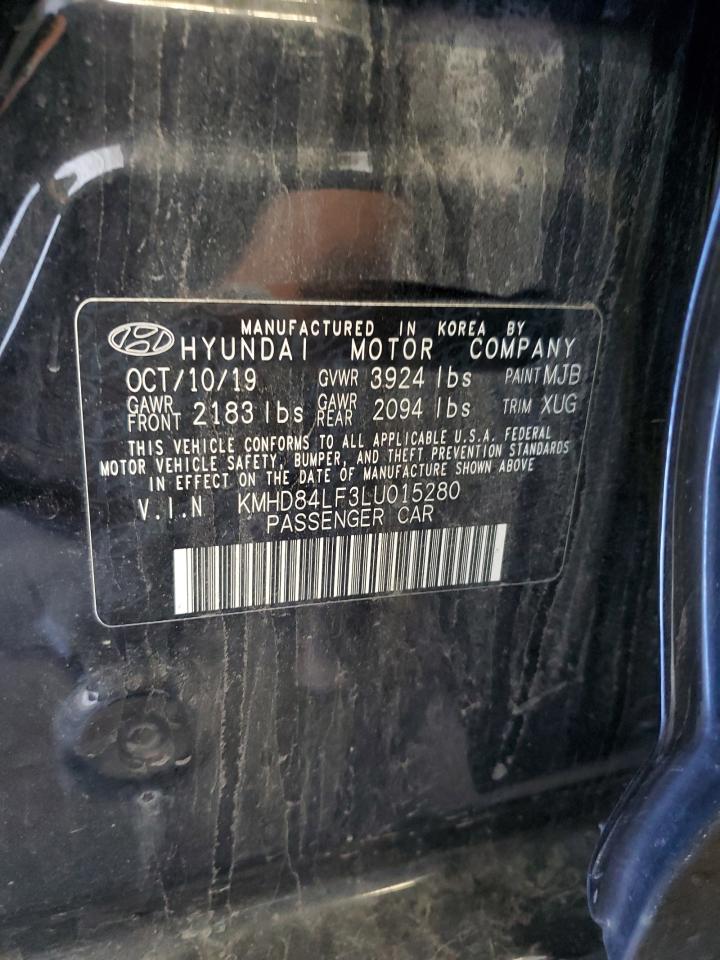 MANUFACTURED IN KOREA BY
HYUNDAI MOTOR COMPANY
OCT/10/19 GVWR 3924 lbs PAINT MJB
GAWR FRONT 2183 lbs GAWR REAR 2094 lbs TRIM XUG
THIS VEHICLE CONFORMS TO ALL APPLICABLE U.S.A. FEDERAL
MOTOR VEHICLE SAFETY, BUMPER, AND THEFT PREVENTION STANDARDS
IN EFFECT ON THE DATE OF MANUFACTURE SHOWN ABOVE
V.I.N KMHD84LF3LU015280
PASSENGER CAR